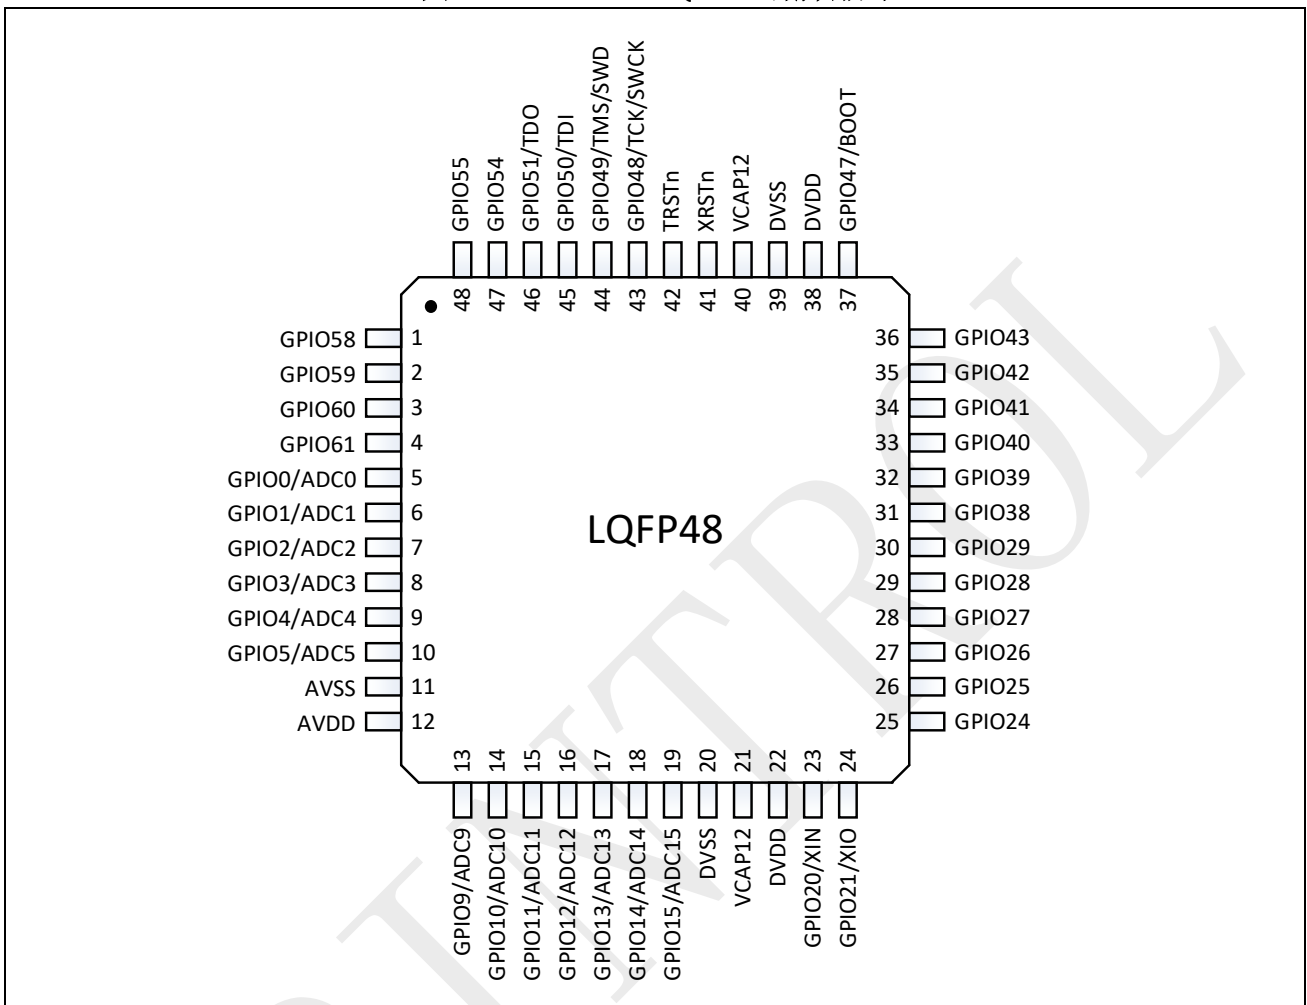 GPIO55
GPIO54
GPIO51/TDO
GPIO50/TDI
GPIO49/TMS/SWD
GPIO48/TCK/SWCK
TRSTn
XRSTn
VCAP12
DVSS
DVDD
GPIO47/BOOT
48
47
46
45
44
43
42
41
40
39
38
37
GPIO58 1
GPIO59 2
GPIO60 3
GPIO61 4
GPIO0/ADC0 5
GPIO1/ADC1 6
GPIO2/ADC2 7
GPIO3/ADC3 8
GPIO4/ADC4 9
GPIO5/ADC5 10
AVSS 11
AVDD 12
LQFP48
36 GPIO43
35 GPIO42
34 GPIO41
33 GPIO40
32 GPIO39
31 GPIO38
30 GPIO29
29 GPIO28
28 GPIO27
27 GPIO26
26 GPIO25
25 GPIO24
13
14
15
16
17
18
19
20
21
22
23
24
GPIO9/ADC9
GPIO10/ADC10
GPIO11/ADC11
GPIO12/ADC12
GPIO13/ADC13
GPIO14/ADC14
GPIO15/ADC15
DVSS
VCAP12
DVDD
GPIO20/XIN
GPIO21/XIO
NTROL